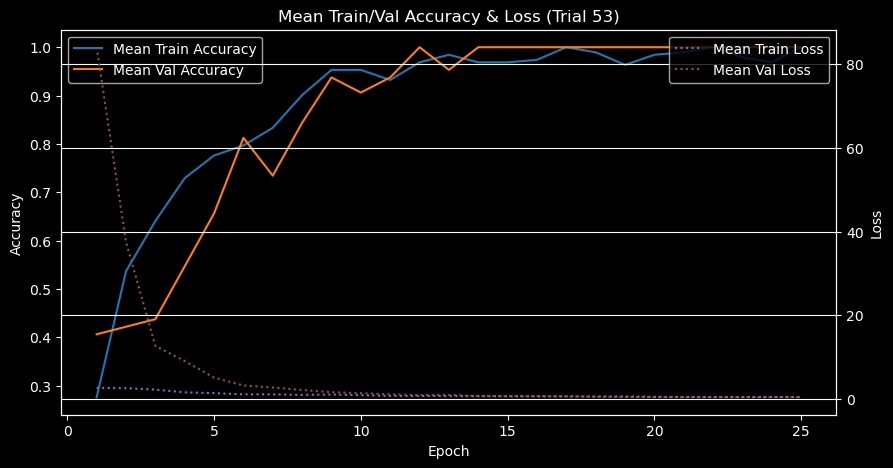 Mean Train/Val Accuracy & Loss (Trial 53)
Mean Train Accuracy
Mean Val Accuracy
Mean Train Loss
Mean Val Loss
1.0
0.9
0.8
0.7
0.6
0.5
0.4
0.3
Accuracy
80
60
40
20
0
Loss
0 5 10 15 20 25
Epoch